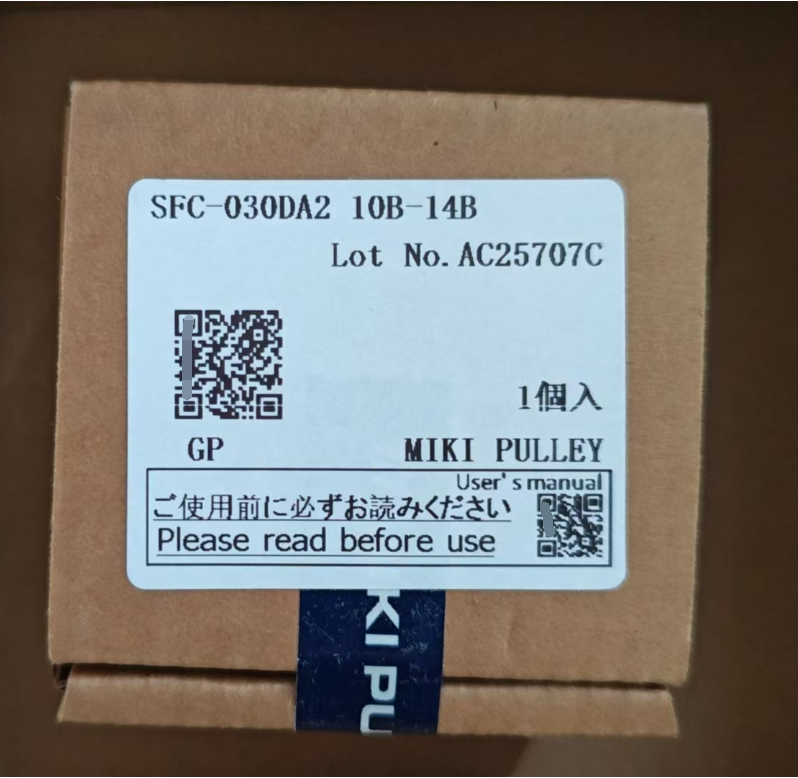 SFC-030DA2 10B-14B
Lot No. AC25707C
1個入
GP MIKI PULLEY
User's manual
ご使用前に必ずお読みください
Please read before use
KI PU